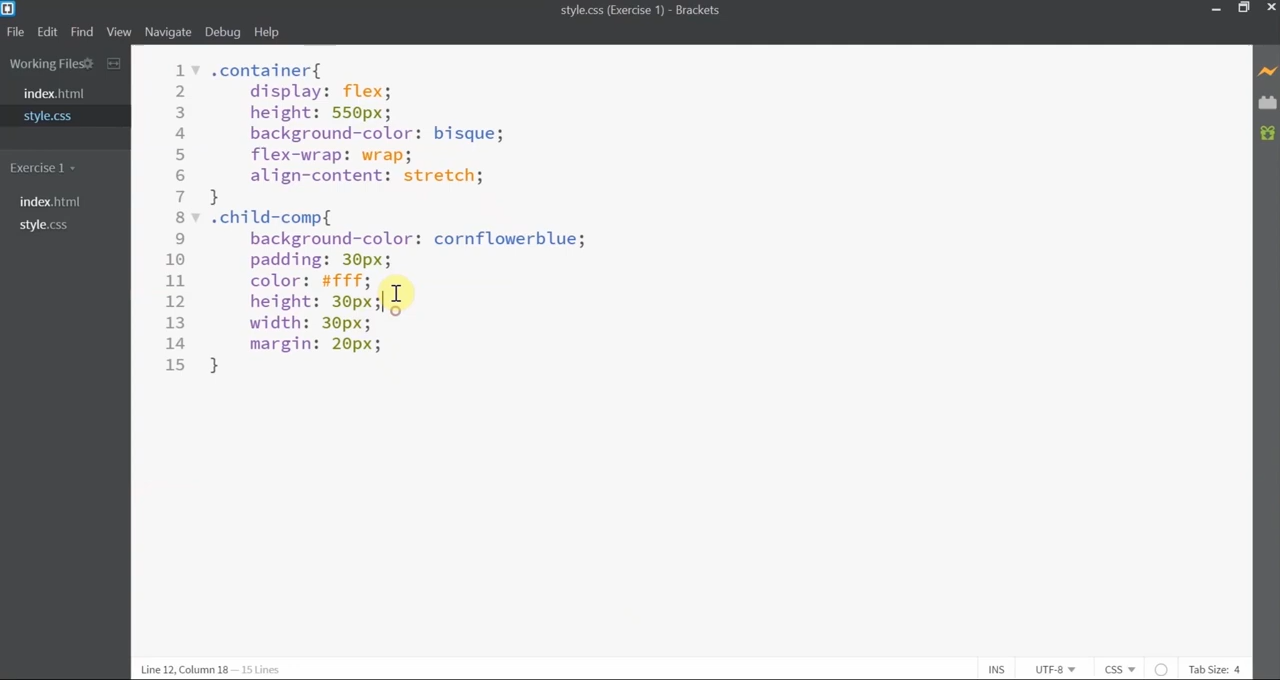 style.css (Exercise 1) - Brackets
File Edit Find View Navigate Debug Help
Working Files
index.html
style.css
Exercise 1
index.html
style.css
1 .container{
2 display: flex;
3 height: 550px;
4 background-color: bisque;
5 flex-wrap: wrap;
6 align-content: stretch;
7 }
8 .child-comp{
9 background-color: cornflowerblue;
10 padding: 30px;
11 color: #fff;
12 height: 30px;
13 width: 30px;
14 margin: 20px;
15 }
Line 12, Column 18 — 15 Lines INS UTF-8 CSS Tab Size: 4